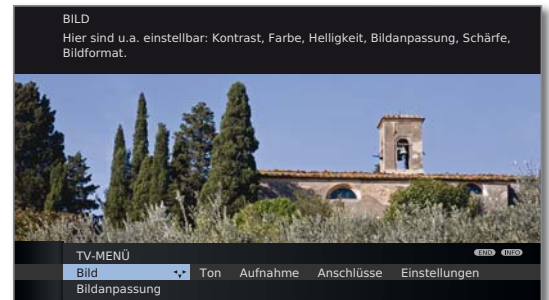 BILD
Hier sind u.a. einstellbar: Kontrast, Farbe, Helligkeit, Bildanpassung, Schärfe,
Bildformat.
TV-MENÜ
END INFO
Bild Ton Aufnahme Anschlüsse Einstellungen
Bildanpassung